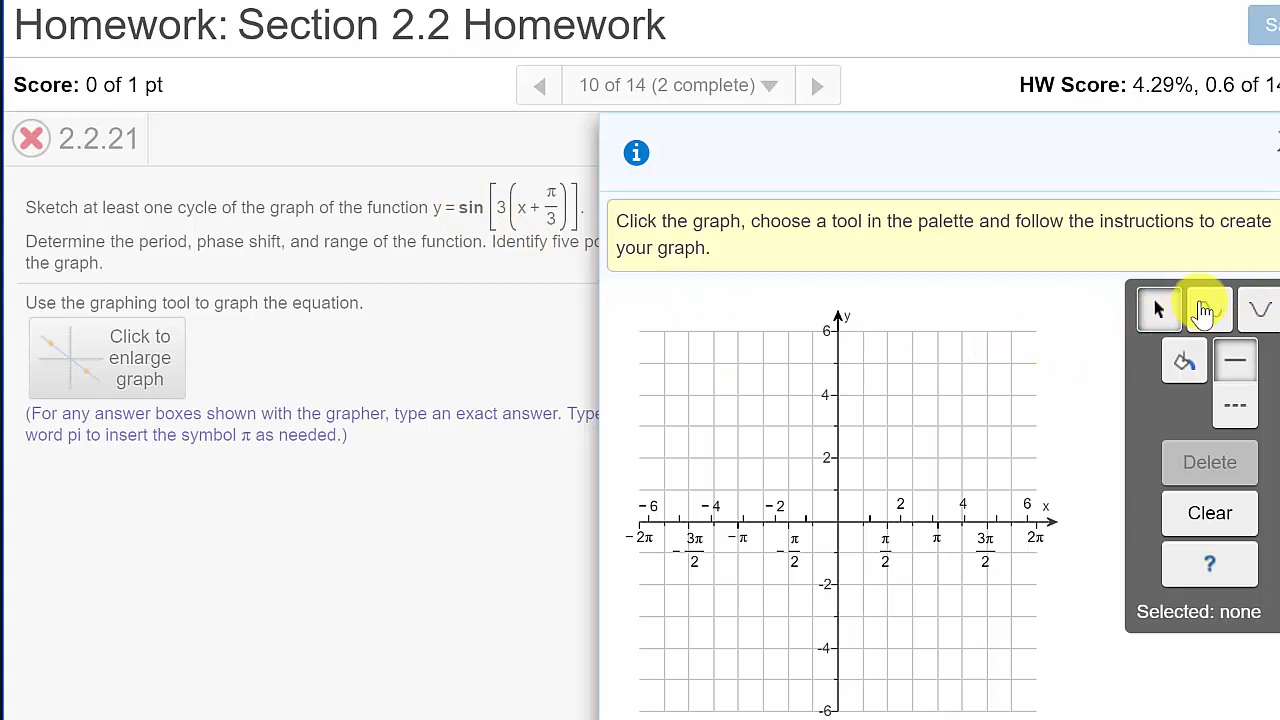 Homework: Section 2.2 Homework
Score: 0 of 1 pt
10 of 14 (2 complete)
HW Score: 4.29%, 0.6 of 14
2.2.21
Sketch at least one cycle of the graph of the function y = sin [3(x + π/3)].
Determine the period, phase shift, and range of the function. Identify five po
the graph.
Use the graphing tool to graph the equation.
Click to
enlarge
graph
(For any answer boxes shown with the grapher, type an exact answer. Type
word pi to insert the symbol π as needed.)
Click the graph, choose a tool in the palette and follow the instructions to create
your graph.
y
6
4
2
-6 -4 -2 2 4 6 x
-2π -3π/2 -π -π/2 π/2 π 3π/2 2π
-2
-4
-6
Delete
Clear
?
Selected: none